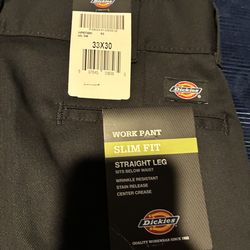 33X30
Dickies
WORK PANT
SLIM FIT
STRAIGHT LEG
SITS BELOW WAIST
WRINKLE RESISTANT
STAIN RELEASE
CENTER CREASE
Dickies
QUALITY WORKWEAR SINCE 1922